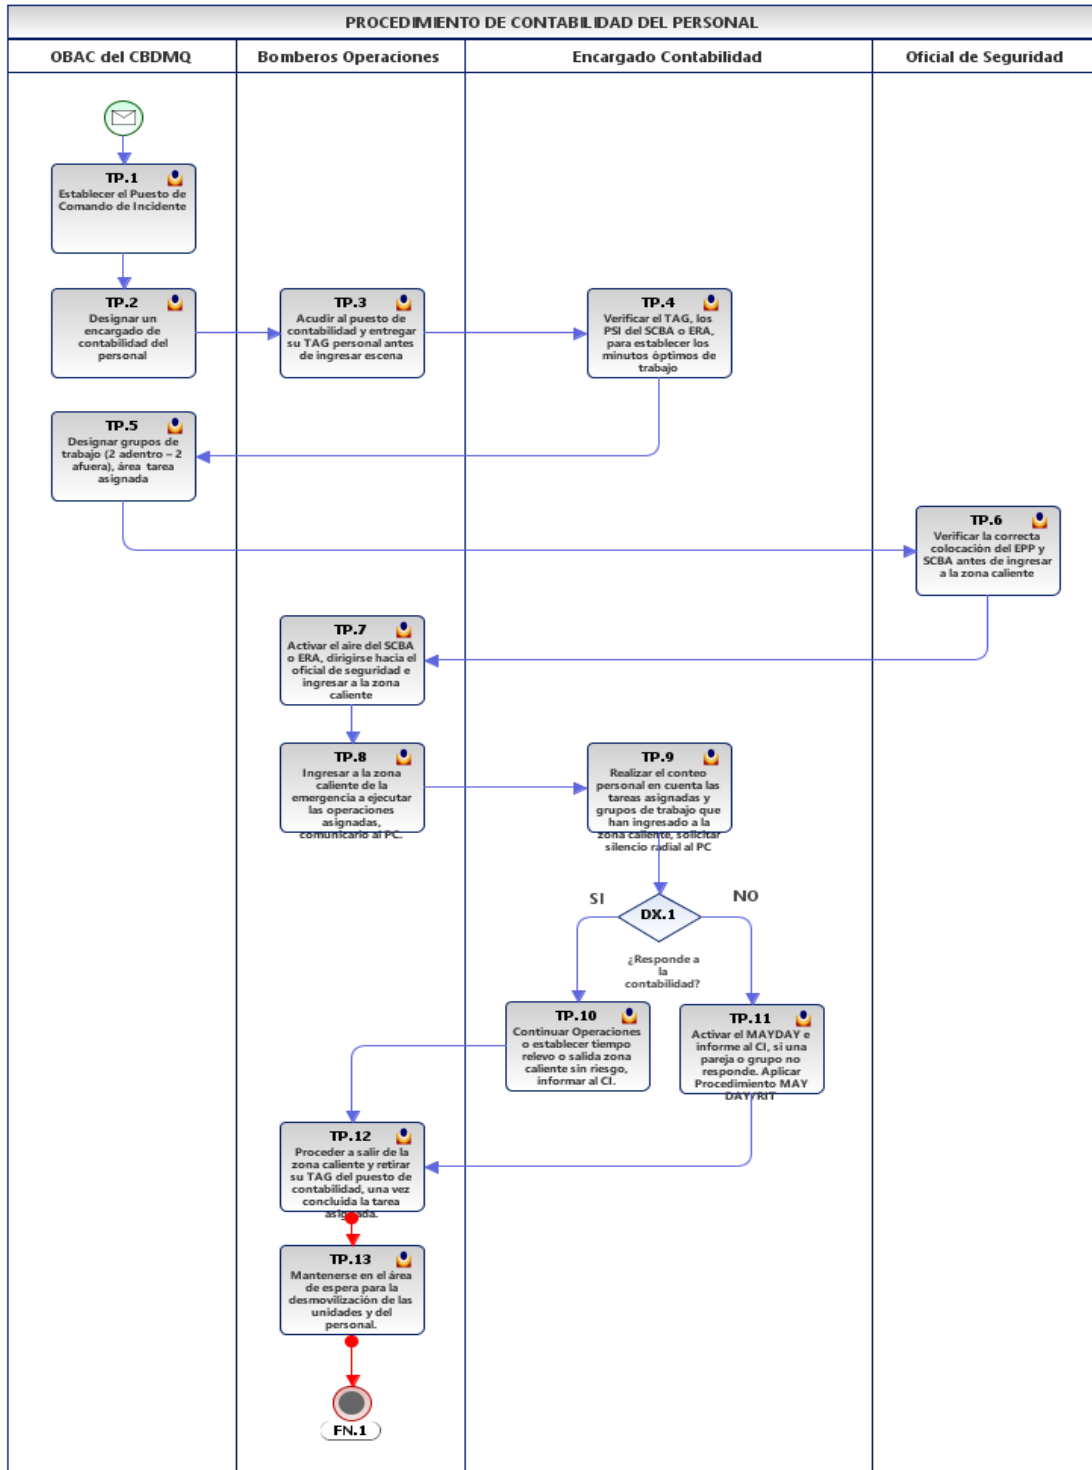 PROCEDIMIENTO DE CONTABILIDAD DEL PERSONAL
OBAC del CBDMQ
Bomberos Operaciones
Encargado Contabilidad
Oficial de Seguridad
TP.1
Establecer el Puesto de
Comando de Incidente
TP.2
Designar un
encargado de
contabilidad del
personal
TP.3
Acudir al puesto de
contabilidad y entregar
su TAG personal antes
de ingresar escena
TP.4
Verificar el TAG, los
PSI del SCBA o ERA,
para establecer los
minutos óptimos de
trabajo
TP.5
Designar grupos de
trabajo (2 adentro – 2
afuera), área tarea
asignada
TP.6
Verificar la correcta
colocación del EPP y
SCBA antes de ingresar
a la zona caliente
TP.7
Activar el aire del SCBA
o ERA, dirigirse hacia el
oficial de seguridad e
ingresar a la zona
caliente
TP.8
Ingresar a la zona
caliente de la
emergencia a ejecutar
las operaciones
asignadas,
comunicarlo al PC.
TP.9
Realizar el conteo
personal en cuenta las
tareas asignadas y
grupos de trabajo que
han ingresado a la
zona caliente, solicitar
silencio radial al PC
SI
NO
DX.1
¿Responde a
la
contabilidad?
TP.10
Continuar Operaciones
o establecer tiempo
relevo o salida zona
caliente sin riesgo,
informar al CI.
TP.11
Activar el MAYDAY e
informe al CI, si una
pareja o grupo no
responde. Aplicar
Procedimiento MAY
DAY/RIT
TP.12
Proceder a salir de la
zona caliente y retirar
su TAG del puesto de
contabilidad, una vez
concluida la tarea
asignada.
TP.13
Mantenerse en el área
de espera para la
desmovilización de las
unidades y del
personal.
FN.1